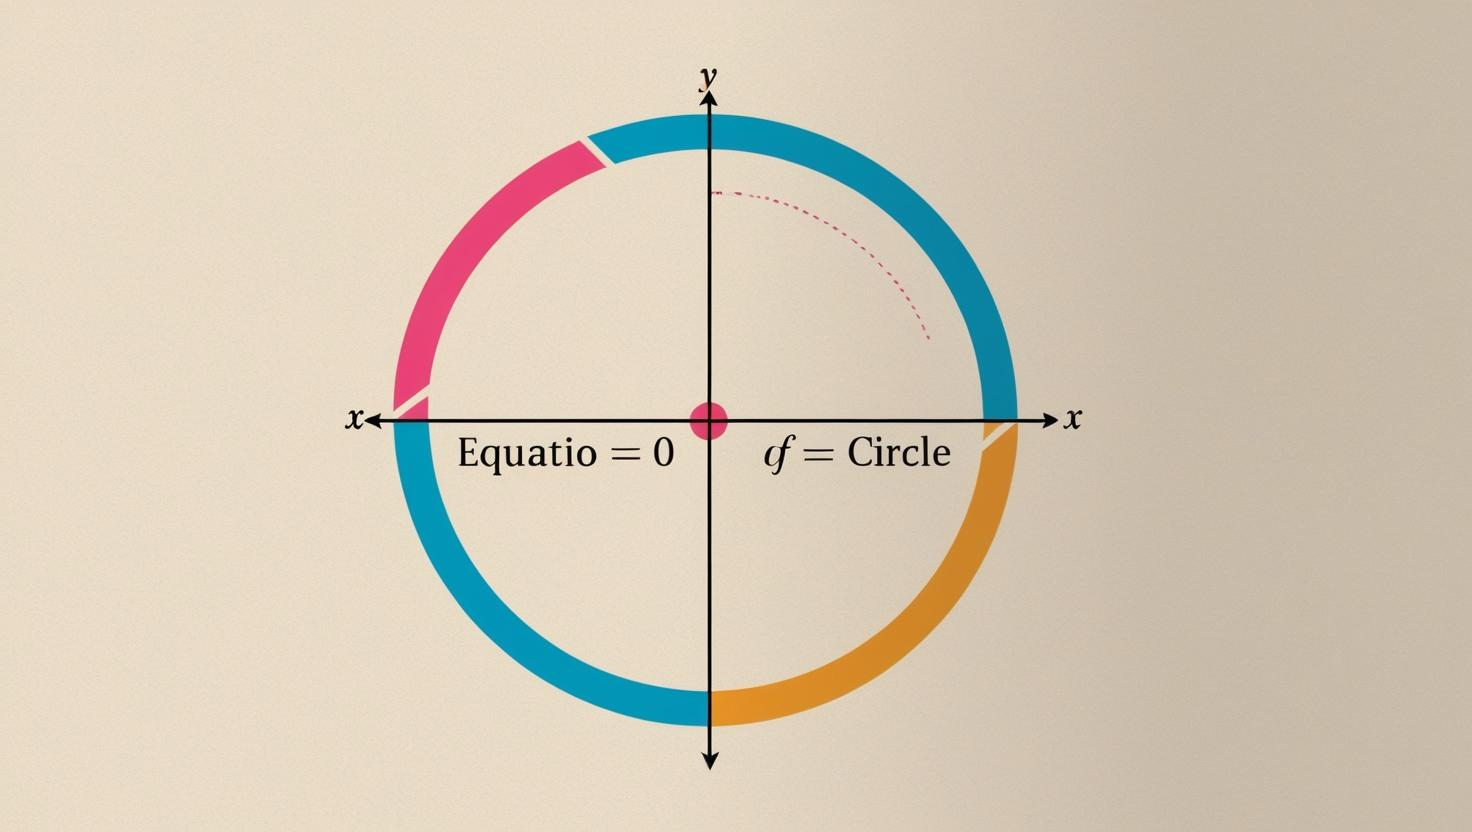 y
x x
Equatio = 0 f = Circle